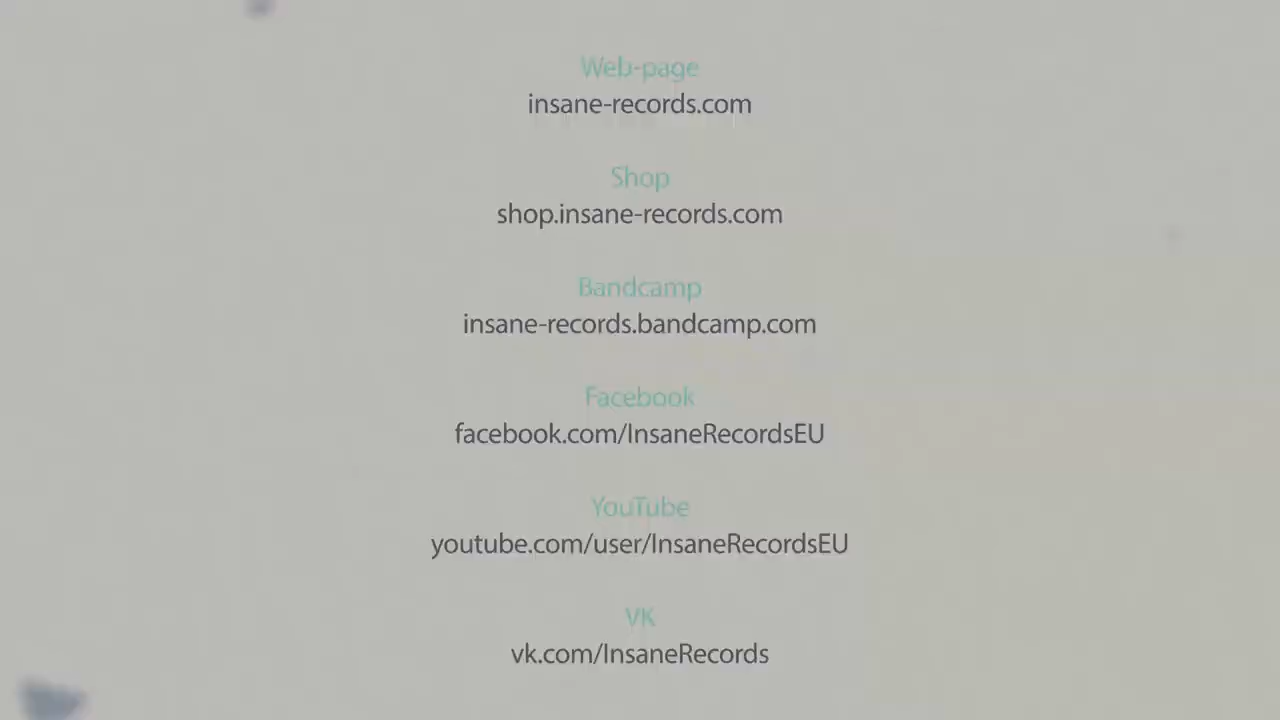 Web-page
insane-records.com
Shop
shop.insane-records.com
Bandcamp
insane-records.bandcamp.com
Facebook
facebook.com/InsaneRecordsEU
YouTube
youtube.com/user/InsaneRecordsEU
VK
vk.com/InsaneRecords